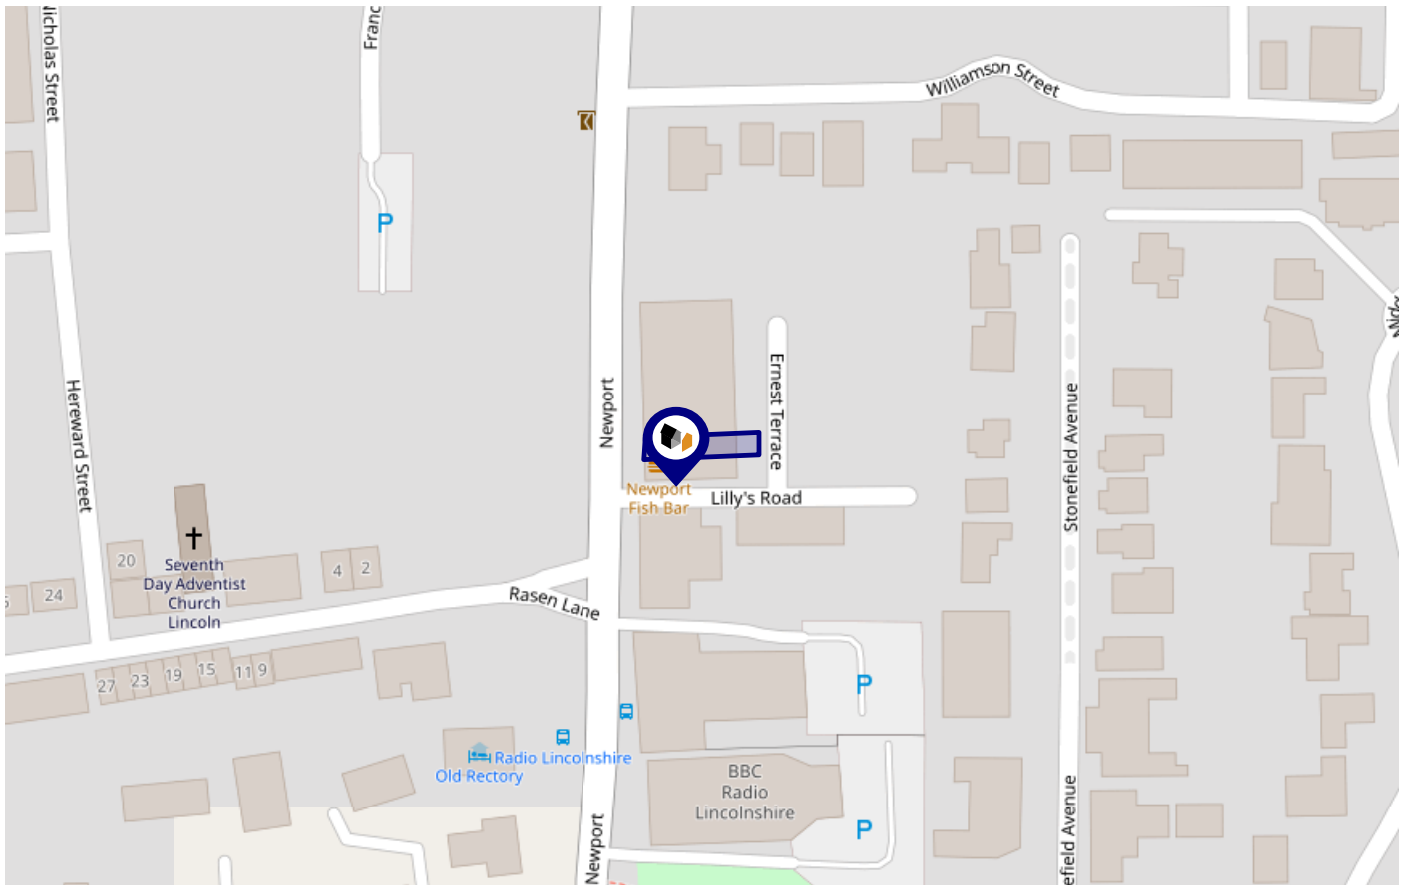 Nicholas Street
Franc
Williamson Street
P
Newport
Ernest Terrace
Hereward Street
Stonefield Avenue
Newport
Fish Bar
Lilly's Road
20
Seventh
Day Adventist
Church
Lincoln
4
2
24
Rasen Lane
27
23
19
15
11
9
P
Radio Lincolnshire
Old Rectory
BBC
Radio
Lincolnshire
P
Newport
efield Avenue